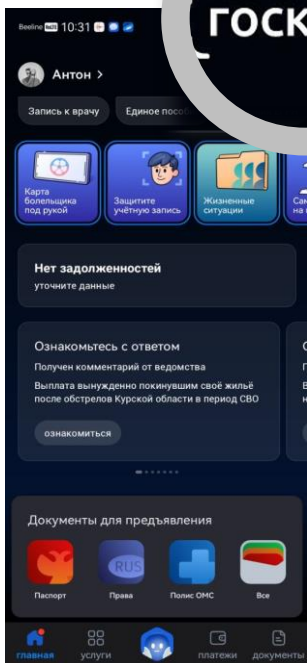 Beeline 10:31
ГОСК
Антон >
Запись к врачу
Единое пособ
Карта болельщика под рукой
Защитите учётную запись
Жизненные ситуации
Нет задолженностей
уточните данные
Ознакомьтесь с ответом
Получен комментарий от ведомства
Выплата вынужденно покинувшим своё жильё
после обстрелов Курской области в период СВО
ознакомиться
Документы для предъявления
RUS
Паспорт
Права
Полис ОМС
Все
главная
услуги
платежи
документы